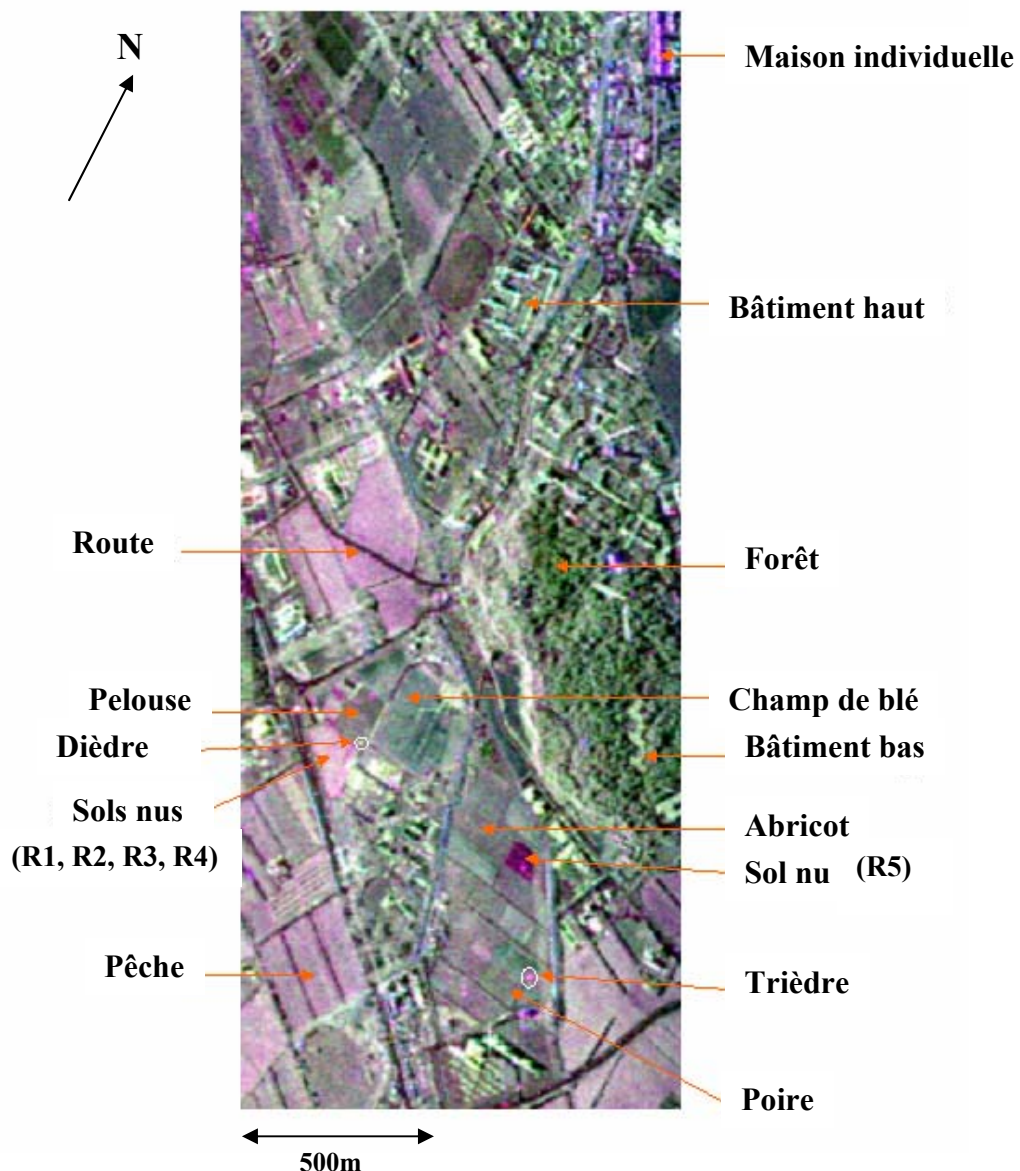 N
Maison individuelle
Bâtiment haut
Route
Forêt
Pelouse
Champ de blé
Dièdre
Bâtiment bas
Sols nus
(R1, R2, R3, R4)
Abricot
Sol nu (R5)
Pêche
Trièdre
Poire
500m